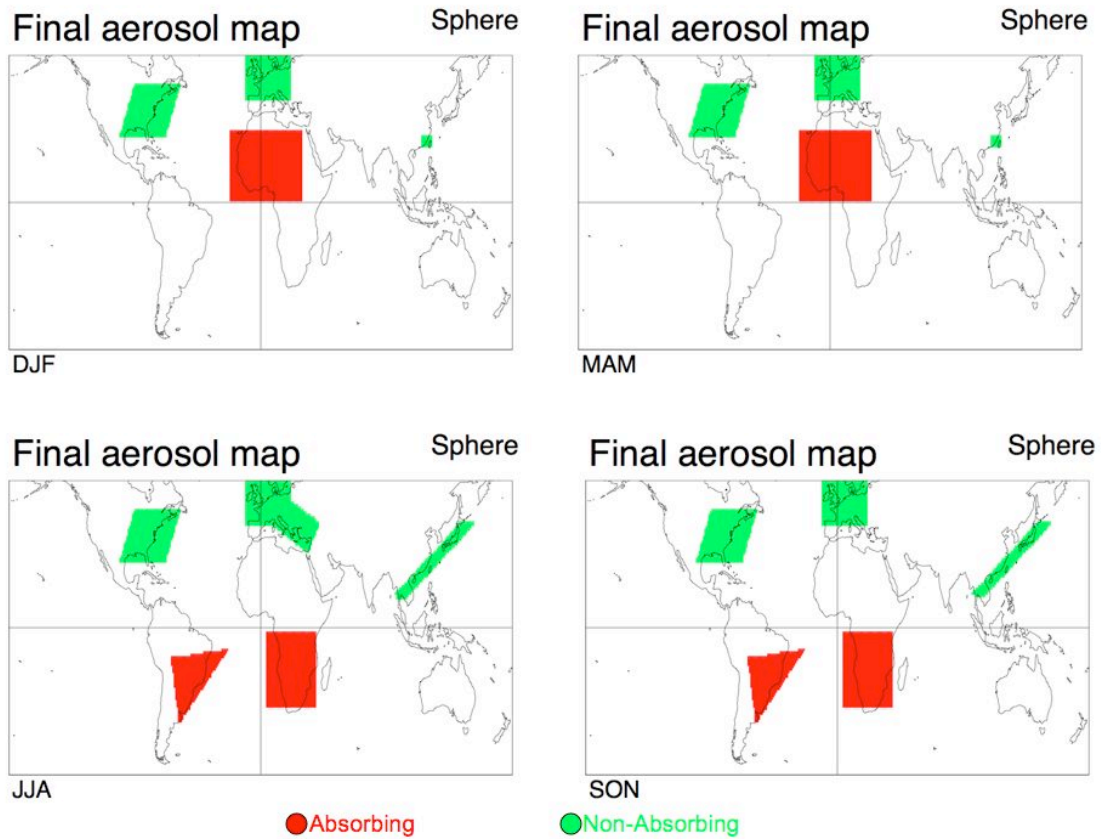 Final aerosol map Sphere
DJF
Final aerosol map Sphere
MAM
Final aerosol map Sphere
JJA
Final aerosol map Sphere
SON
Absorbing Non-Absorbing